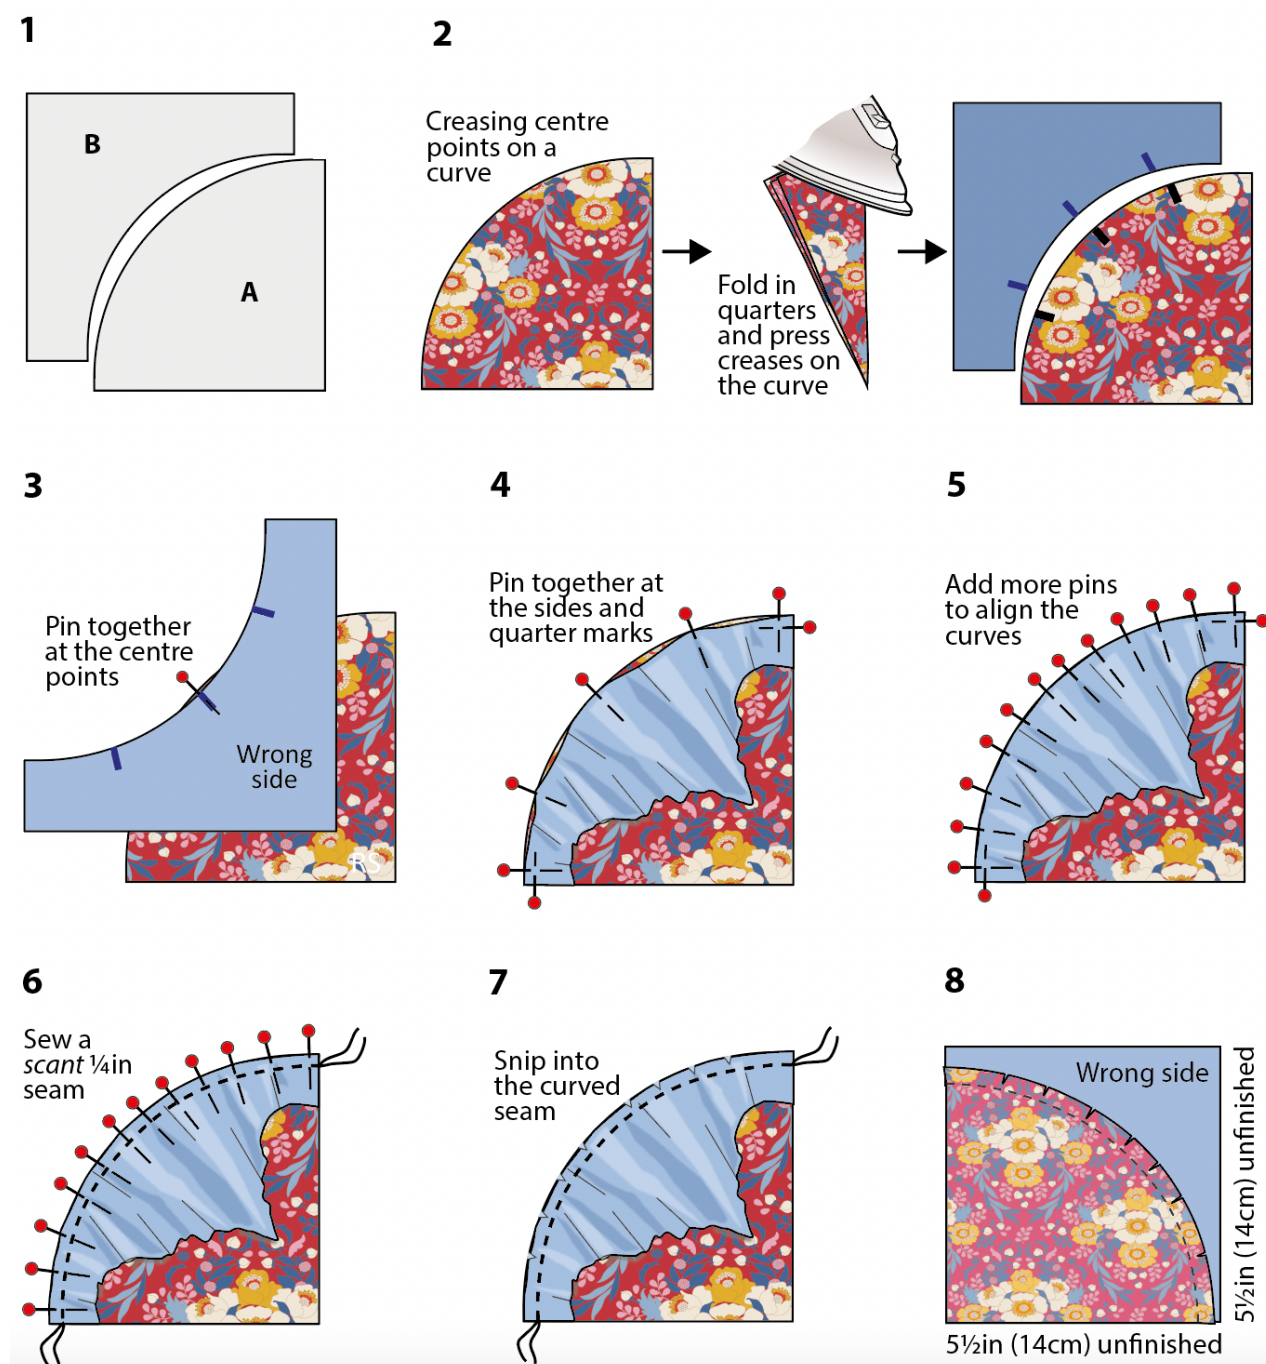 1
B
A
2
Creasing centre
points on a
curve
Fold in
quarters
and press
creases on
the curve
3
Pin together
at the centre
points
Wrong
side
RS
4
Pin together at
the sides and
quarter marks
5
Add more pins
to align the
curves
6
Sew a
scant ¼in
seam
7
Snip into
the curved
seam
8
Wrong side
5½in (14cm) unfinished
5½in (14cm) unfinished